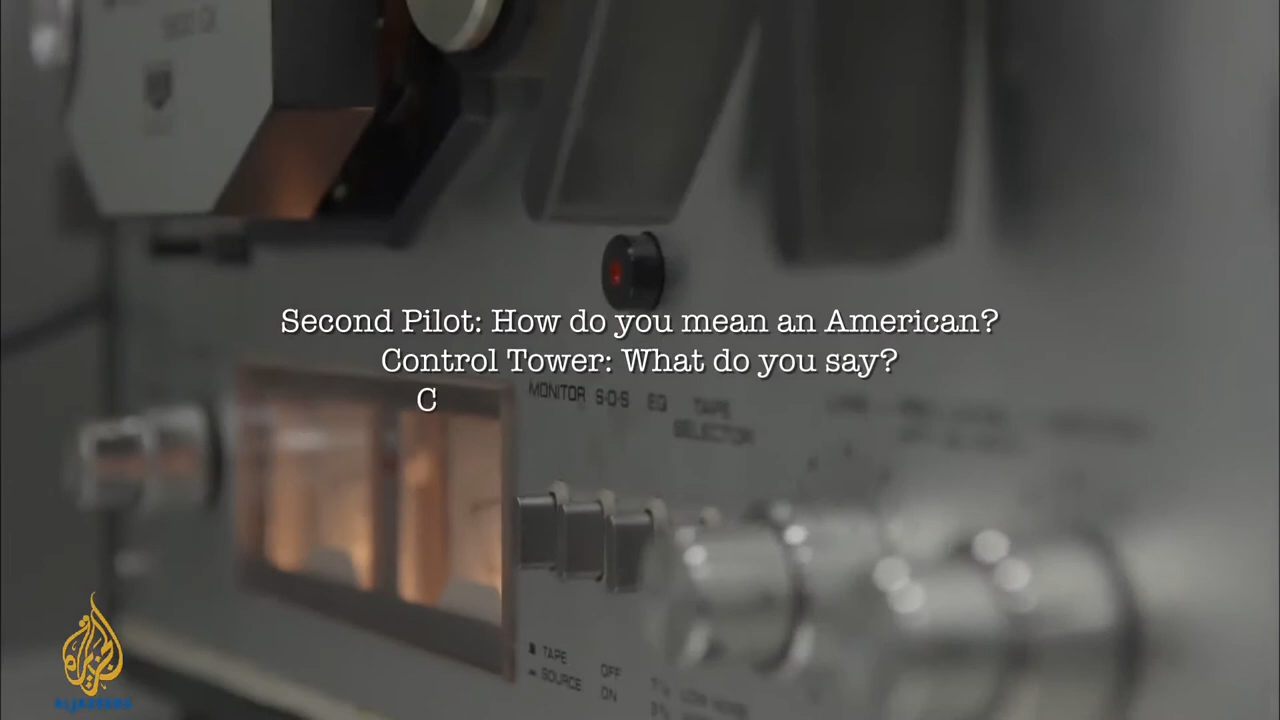 Second Pilot: How do you mean an American?
Control Tower: What do you say?
C
MONITOR S·O·S EQ TAPE
SELECTOR
TAPE OFF
SOURCE ON
ALJAZEERA